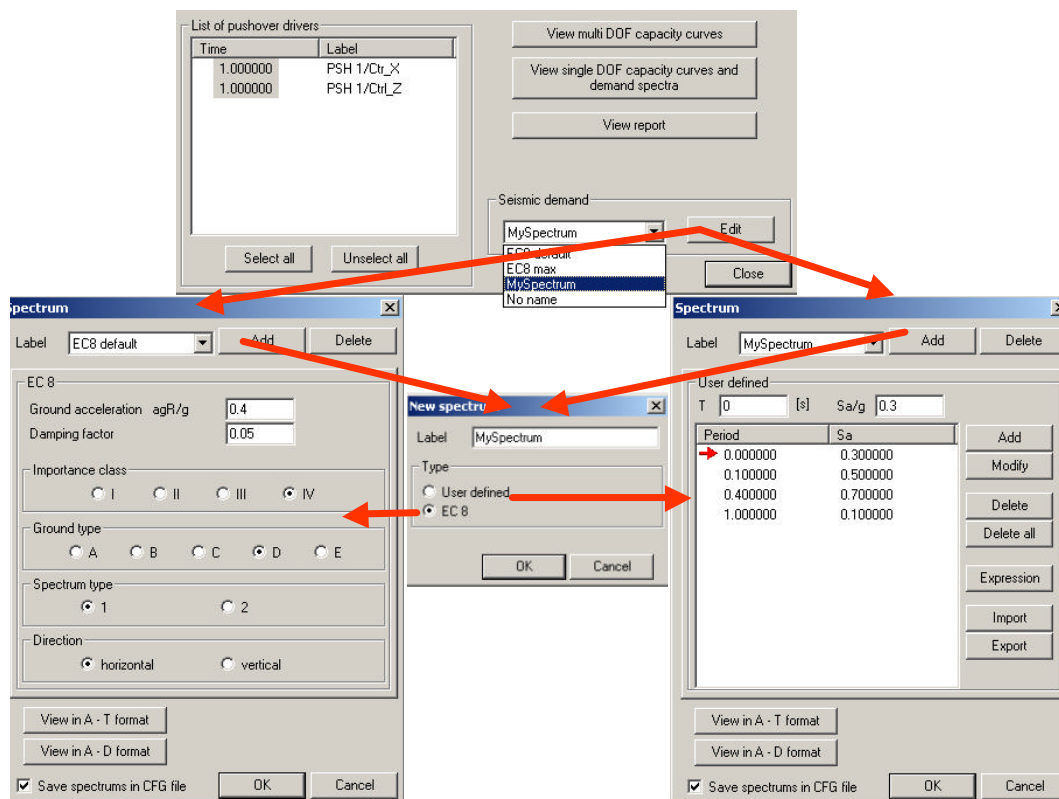 List of pushover drivers
Time Label
1.000000 PSH 1/Ctr_X
1.000000 PSH 1/Ctrl_Z
Select all Unselect all
View multi DOF capacity curves
View single DOF capacity curves and
demand spectra
View report
Seismic demand
MySpectrum Edit
EC8 default
EC8 max
MySpectrum
No name
Close
Spectrum
Label EC8 default Add Delete
EC 8
Ground acceleration agR/g 0.4
Damping factor 0.05
Importance class
I II III IV
Ground type
A B C D E
Spectrum type
1 2
Direction
horizontal vertical
View in A - T format
View in A - D format
Save spectrums in CFG file OK Cancel
New spectrum
Label MySpectrum
Type
User defined
EC 8
OK Cancel
Spectrum
Label MySpectrum Add Delete
User defined
T 0 [s] Sa/g 0.3
Period Sa
0.000000 0.300000
0.100000 0.500000
0.400000 0.700000
1.000000 0.100000
Add
Modify
Delete
Delete all
Expression
Import
Export
View in A - T format
View in A - D format
Save spectrums in CFG file OK Cancel